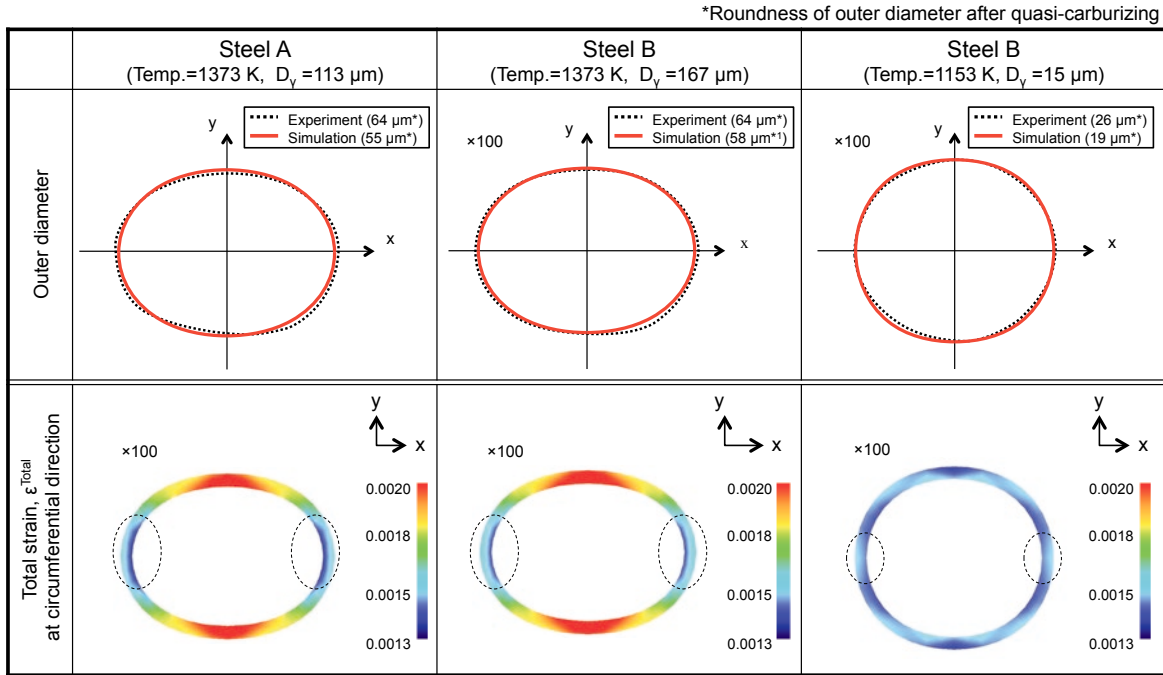 *Roundness of outer diameter after quasi-carburizing
Steel A
(Temp.=1373 K, Dγ =113 µm)
Steel B
(Temp.=1373 K, Dγ =167 µm)
Steel B
(Temp.=1153 K, Dγ =15 µm)
Outer diameter
y
Experiment (64 µm*)
Simulation (55 µm*)
x
×100
y
Experiment (64 µm*)
Simulation (58 µm*¹)
x
×100
y
Experiment (26 µm*)
Simulation (19 µm*)
x
Total strain, εᵀᵒᵗᵃˡ
at circumferential direction
×100
y
x
0.0020
0.0018
0.0015
0.0013
×100
y
x
0.0020
0.0018
0.0015
0.0013
×100
y
x
0.0020
0.0018
0.0015
0.0013